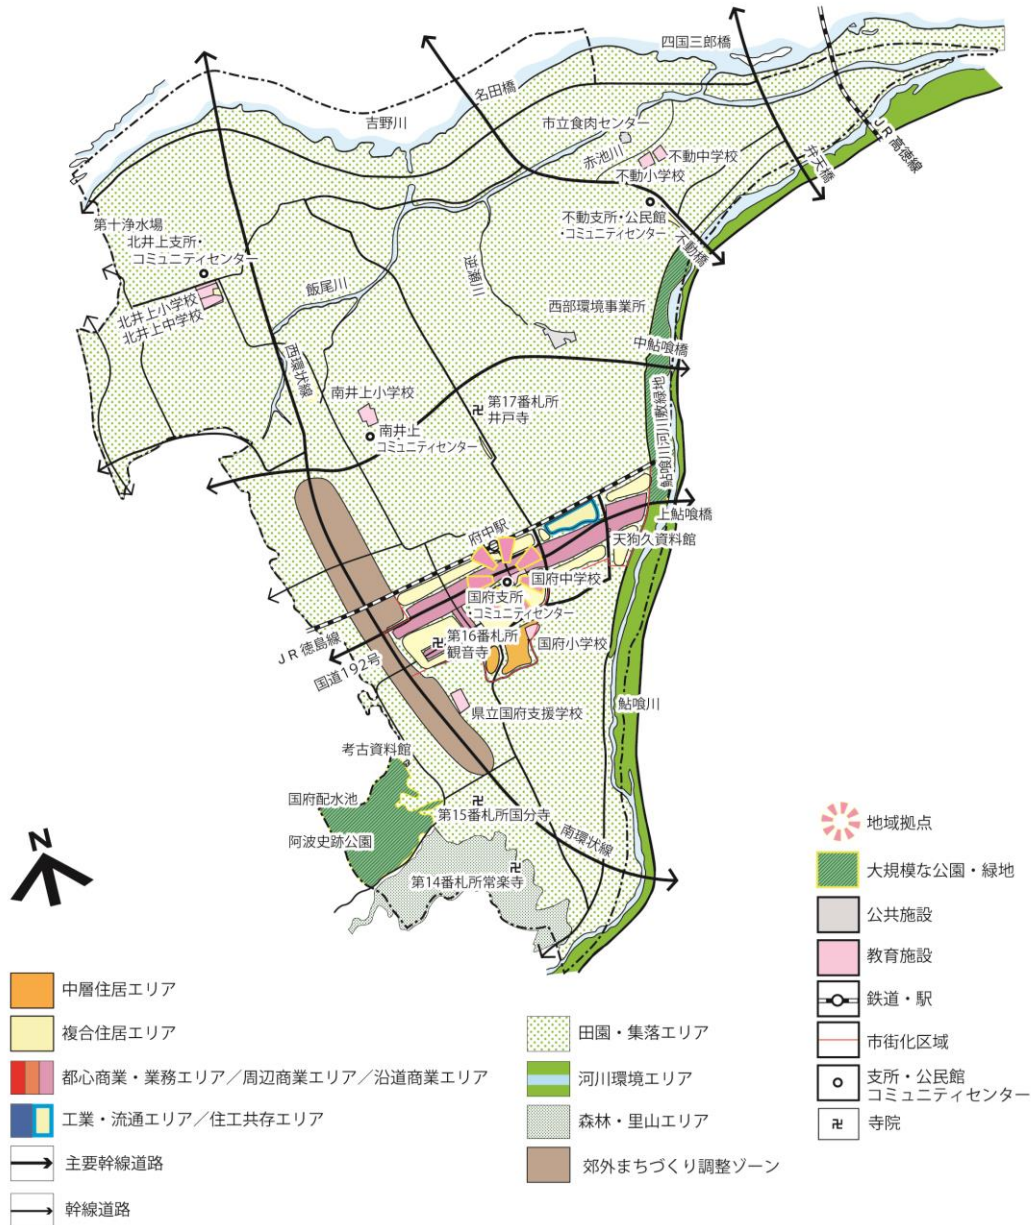 四国三郎橋
名田橋
吉野川
市立食肉センター
赤池川
不動中学校
不動小学校
弁天橋
JR高徳線
不動支所・公民館
・コミュニティセンター
不動橋
第十浄水場
北井上支所・
コミュニティセンター
飯尾川
逆瀬川
西部環境事業所
北井上小学校
北井上中学校
中鮎喰橋
西環状線
南井上小学校
第17番札所
井戸寺
南井上
コミュニティセンター
鮎喰川河川敷緑地
上鮎喰橋
府中駅
天狗久資料館
国府中学校
国府支所
・コミュニティセンター
JR徳島線
第16番札所
観音寺
国府小学校
国道192号
県立国府支援学校
鮎喰川
考古資料館
国府配水池
第15番札所国分寺
阿波史跡公園
南環状線
第14番札所常楽寺
N
中層住居エリア
複合住居エリア
都心商業・業務エリア/周辺商業エリア/沿道商業エリア
工業・流通エリア/住工共存エリア
主要幹線道路
幹線道路
田園・集落エリア
河川環境エリア
森林・里山エリア
郊外まちづくり調整ゾーン
地域拠点
大規模な公園・緑地
公共施設
教育施設
鉄道・駅
市街化区域
支所・公民館
コミュニティセンター
寺院